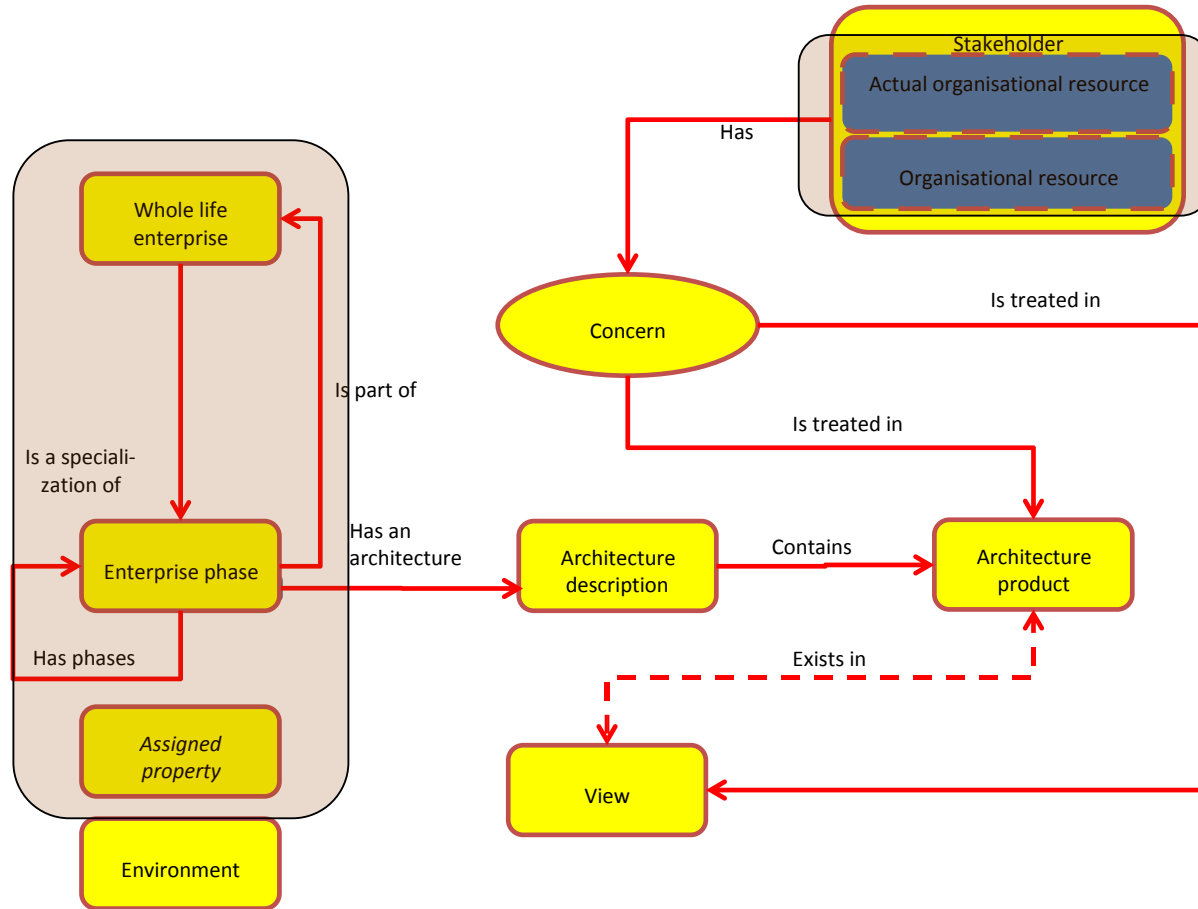 Stakeholder
Actual organisational resource
Has
Organisational resource
Whole life
enterprise
Is treated in
Concern
Is part of
Is treated in
Is a speciali-
zation of
Has an
architecture
Enterprise phase
Architecture
description
Contains
Architecture
product
Has phases
Exists in
Assigned
property
View
Environment